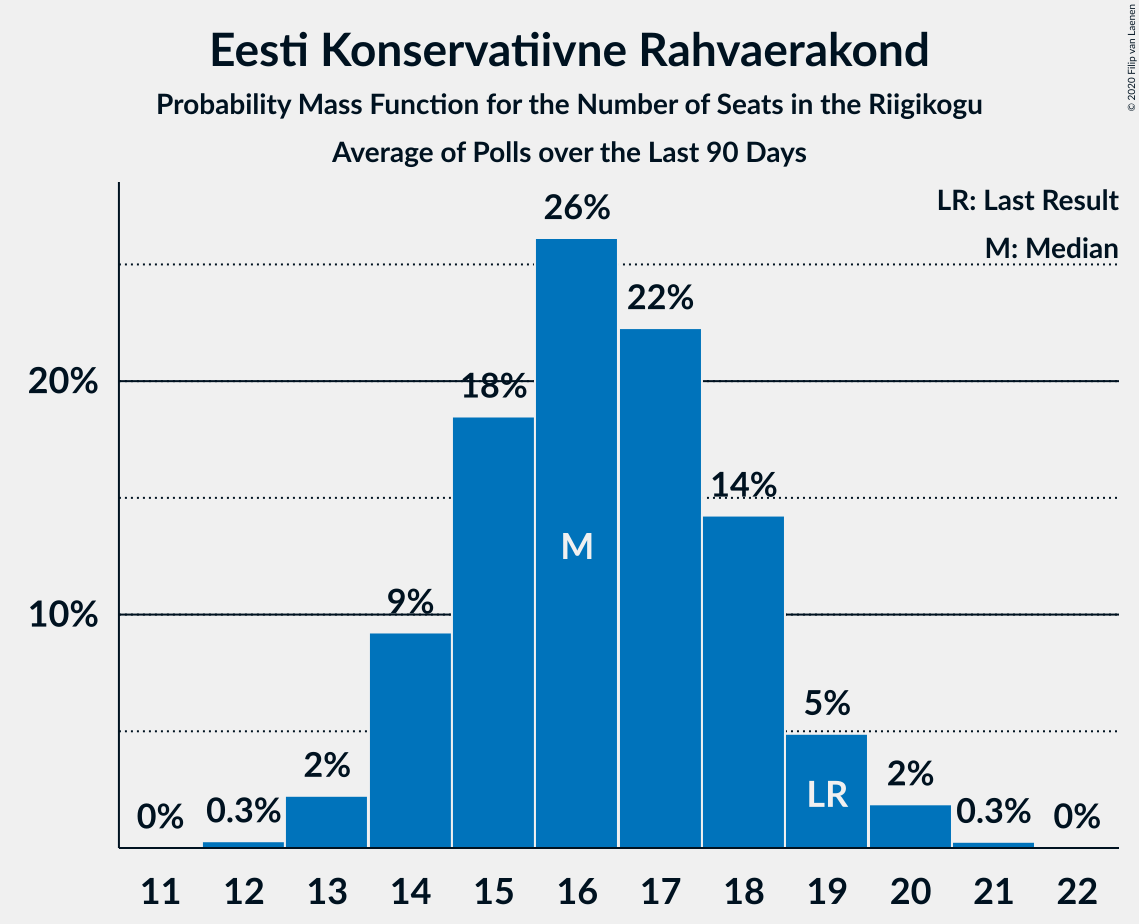 Eesti Konservatiivne Rahvaerakond
Probability Mass Function for the Number of Seats in the Riigikogu
Average of Polls over the Last 90 Days
© 2020 Filip van Laenen
LR: Last Result
M: Median
26%
22%
20%
18%
14%
M
10%
9%
5%
2%
LR
2%
0%
0.3%
0.3%
0%
11 12 13 14 15 16 17 18 19 20 21 22